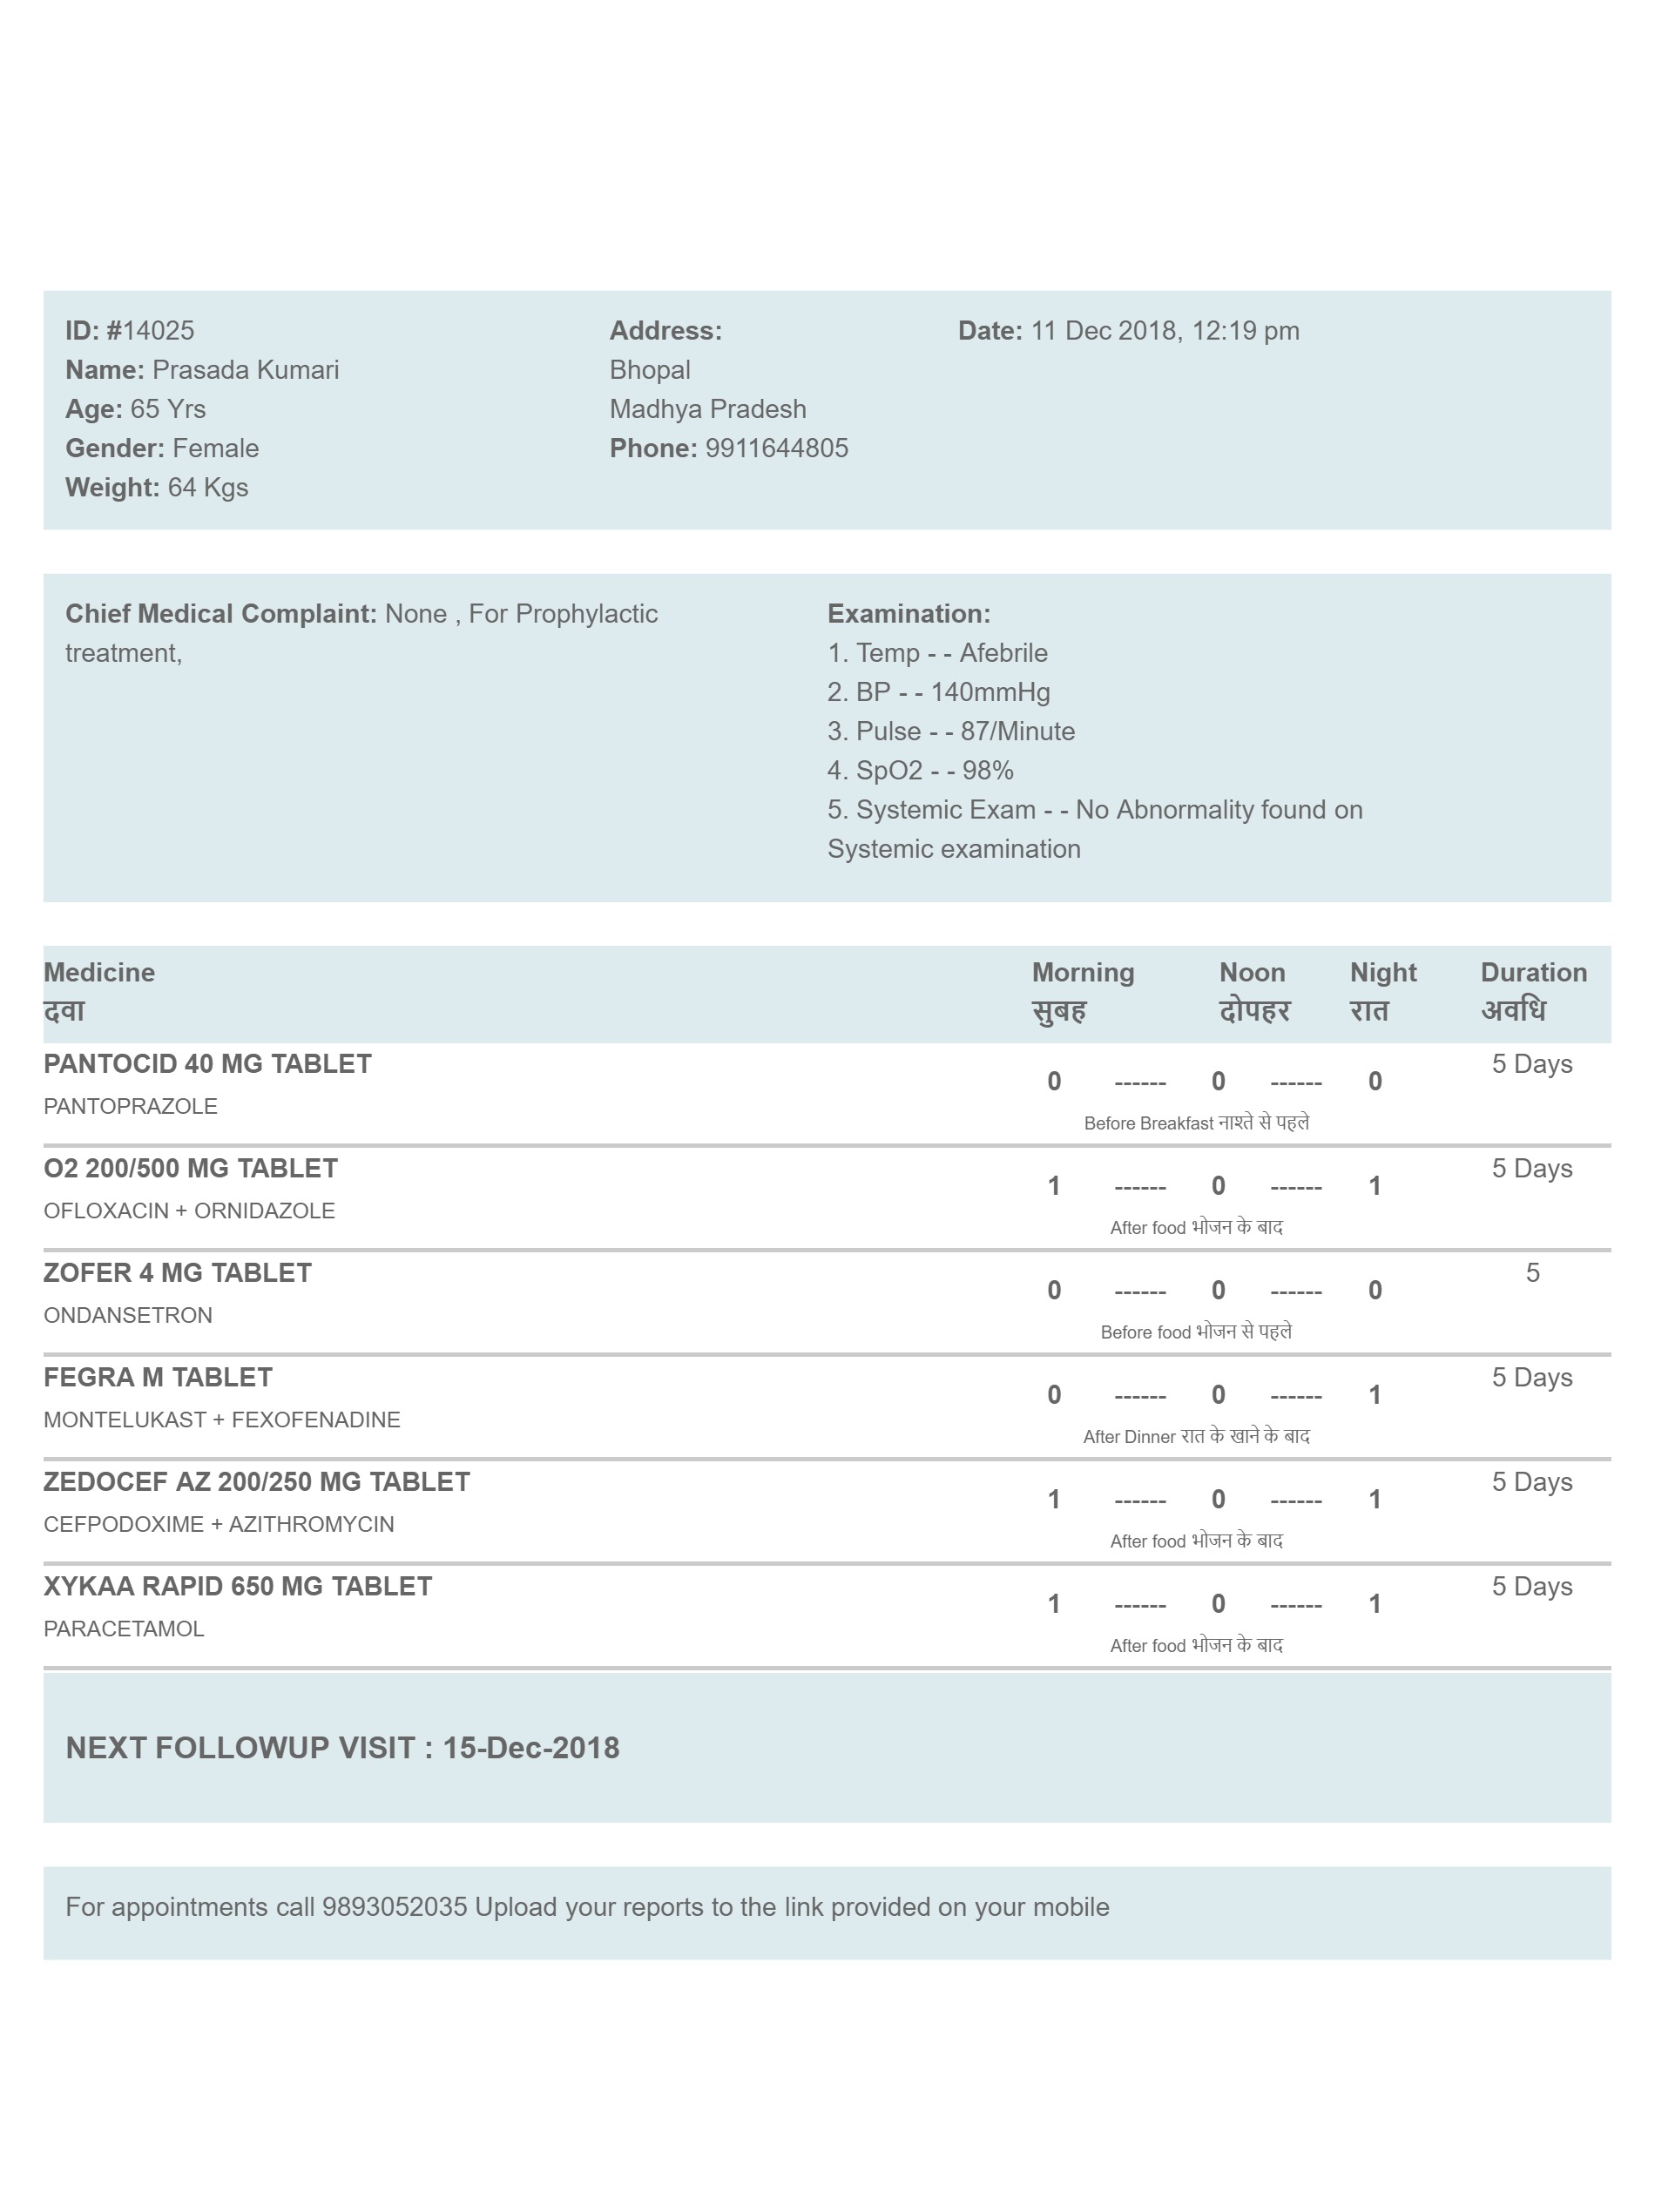 ID: #14025
Name: Prasada Kumari
Age: 65 Yrs
Gender: Female
Weight: 64 Kgs
Address:
Bhopal
Madhya Pradesh
Phone: 9911644805
Date: 11 Dec 2018, 12:19 pm
Chief Medical Complaint: None , For Prophylactic
treatment,
Examination:
1. Temp - - Afebrile
2. BP - - 140mmHg
3. Pulse - - 87/Minute
4. SpO2 - - 98%
5. Systemic Exam - - No Abnormality found on
Systemic examination
Medicine Morning Noon Night Duration
दवा सुबह दोपहर रात अवधि
PANTOCID 40 MG TABLET 5 Days
0 ------ 0 ------ 0
PANTOPRAZOLE
Before Breakfast नाश्ते से पहले
O2 200/500 MG TABLET 5 Days
1 ------ 0 ------ 1
OFLOXACIN + ORNIDAZOLE
After food भोजन के बाद
ZOFER 4 MG TABLET 5
0 ------ 0 ------ 0
ONDANSETRON
Before food भोजन से पहले
FEGRA M TABLET 5 Days
0 ------ 0 ------ 1
MONTELUKAST + FEXOFENADINE
After Dinner रात के खाने के बाद
ZEDOCEF AZ 200/250 MG TABLET 5 Days
1 ------ 0 ------ 1
CEFPODOXIME + AZITHROMYCIN
After food भोजन के बाद
XYKAA RAPID 650 MG TABLET 5 Days
1 ------ 0 ------ 1
PARACETAMOL
After food भोजन के बाद
NEXT FOLLOWUP VISIT : 15-Dec-2018
For appointments call 9893052035 Upload your reports to the link provided on your mobile